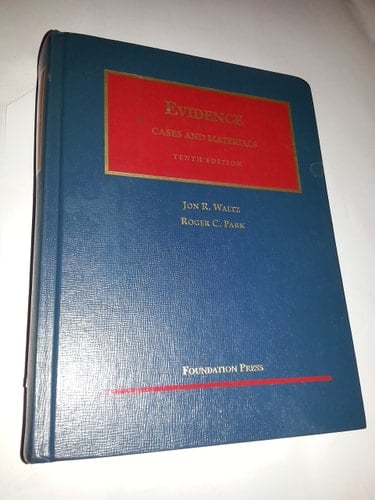 EVIDENCE
CASES AND MATERIALS
TENTH EDITION
JON R. WALTZ
ROGER C. PARK
FOUNDATION PRESS